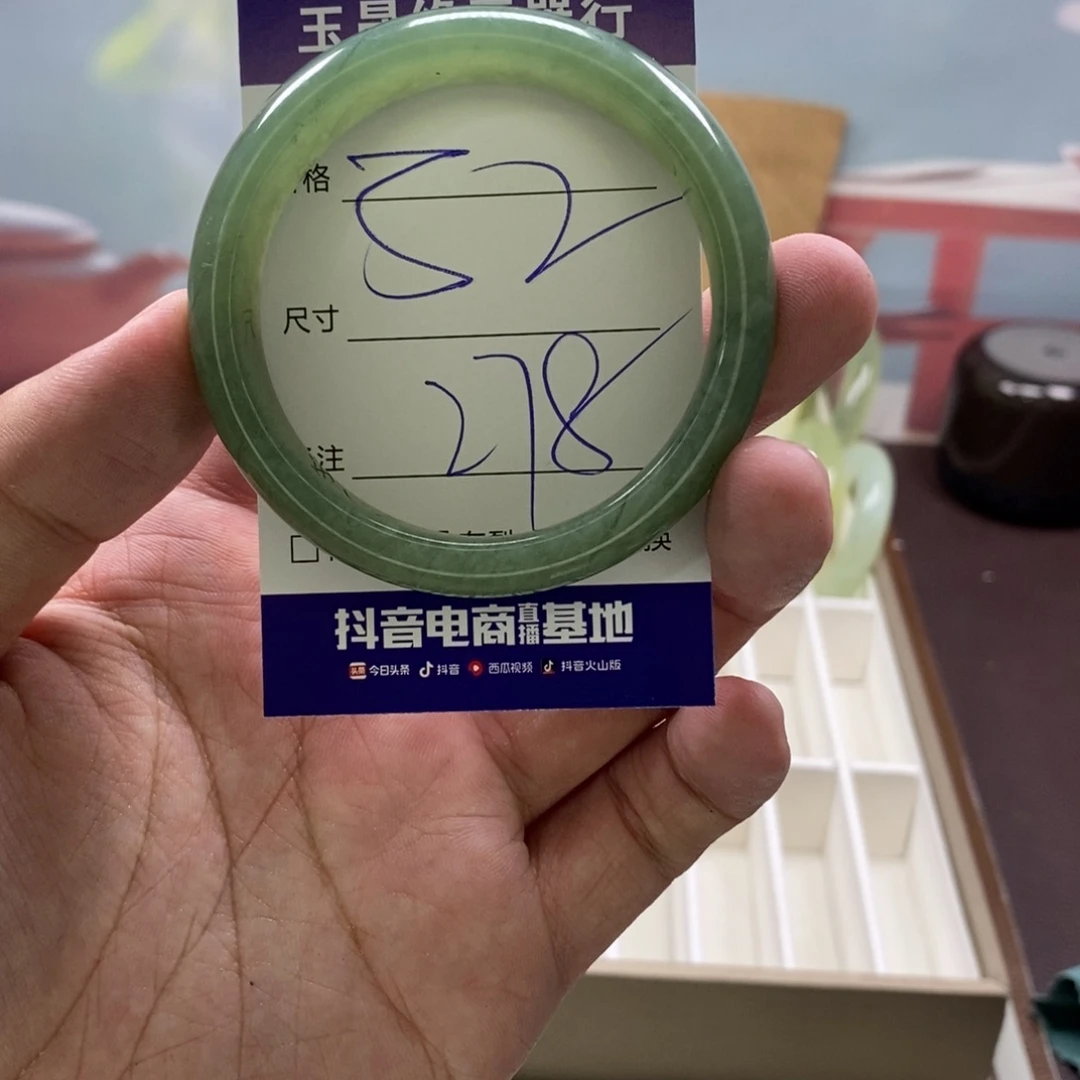 格 52
尺寸
注 278
抖音电商直播基地
今日头条 抖音 西瓜视频 抖音火山版